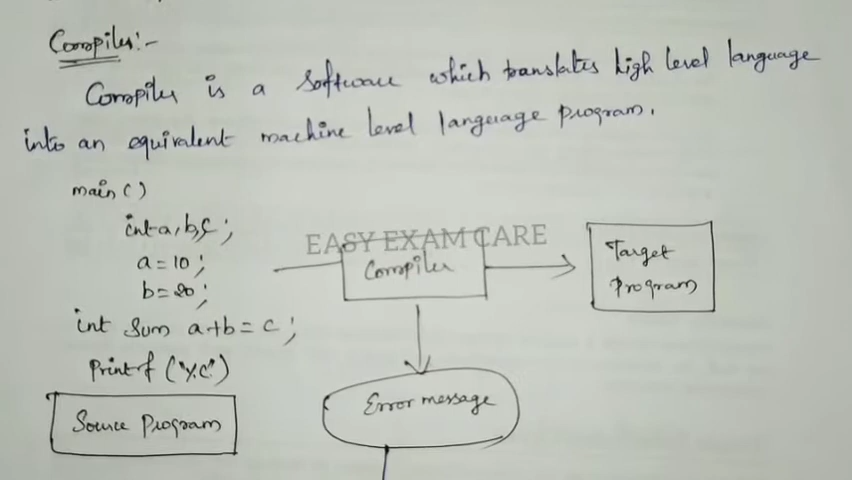 Compiler:-
Compiler is a software which translates high level language
into an equivalent machine level language program.
main()
int a,b,c;
a=10;
b=20;
int sum a+b=c;
printf ("%c")
Source Program
EASY EXAM CARE
Compiler
Target
Program
Error message